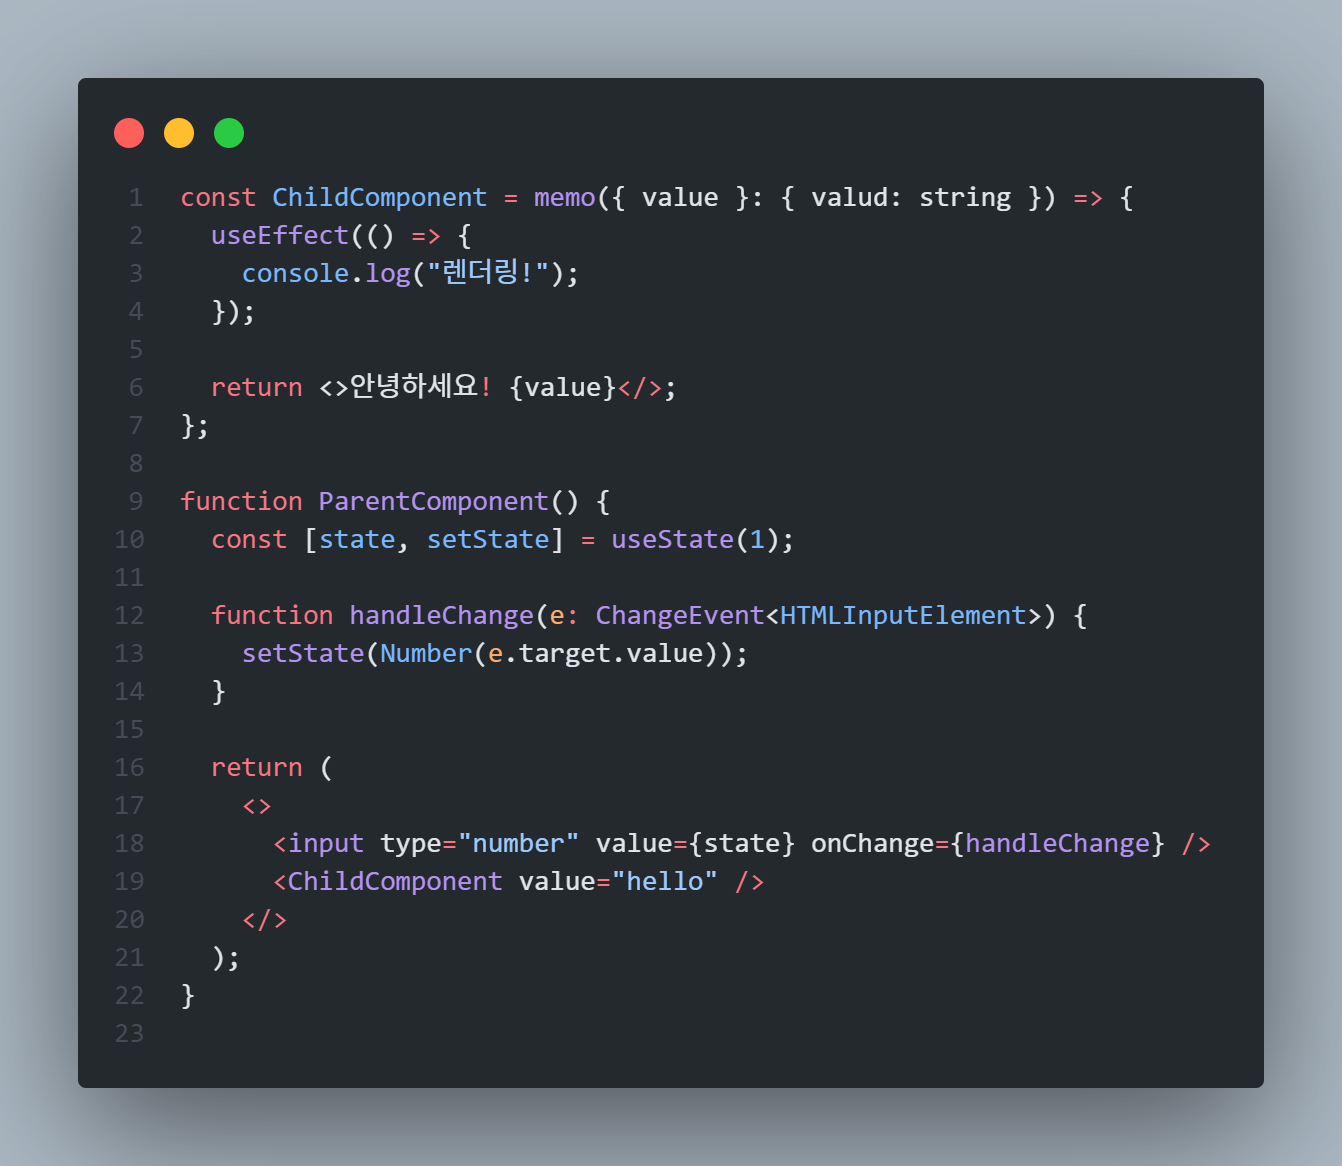 1 const ChildComponent = memo({ value }: { valud: string }) => {
2   useEffect(() => {
3     console.log("렌더링!");
4   });
5
6   return <>안녕하세요! {value}</>;
7 };
8
9 function ParentComponent() {
10   const [state, setState] = useState(1);
11
12   function handleChange(e: ChangeEvent<HTMLInputElement>) {
13     setState(Number(e.target.value));
14   }
15
16   return (
17     <>
18       <input type="number" value={state} onChange={handleChange} />
19       <ChildComponent value="hello" />
20     </>
21   );
22 }
23